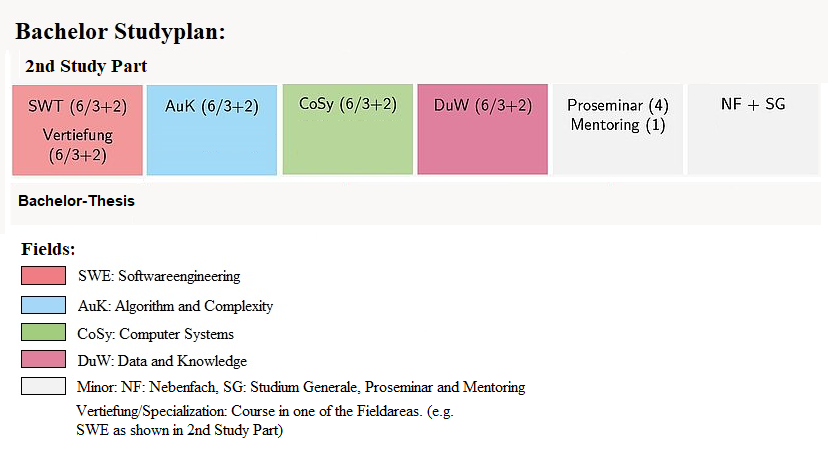 Bachelor Studyplan:
2nd Study Part
SWT (6/3+2)
Vertiefung
(6/3+2)
AuK (6/3+2)
CoSy (6/3+2)
DuW (6/3+2)
Proseminar (4)
Mentoring (1)
NF + SG
Bachelor-Thesis
Fields:
SWE: Softwareengineering
AuK: Algorithm and Complexity
CoSy: Computer Systems
DuW: Data and Knowledge
Minor: NF: Nebenfach, SG: Studium Generale, Proseminar and Mentoring
Vertiefung/Specialization: Course in one of the Fieldareas. (e.g.
SWE as shown in 2nd Study Part)